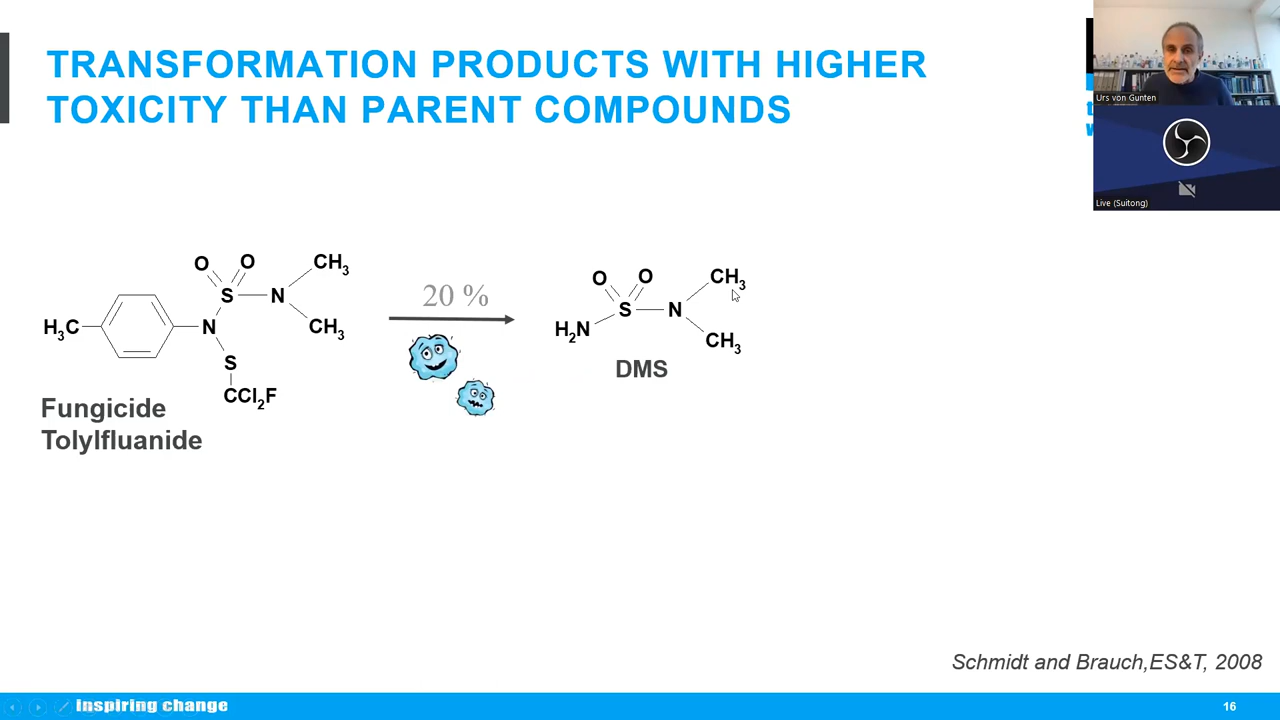 TRANSFORMATION PRODUCTS WITH HIGHER
TOXICITY THAN PARENT COMPOUNDS
Urs von Gunten
Live (Suitong)
O
O
CH3
S
N
CH3
H3C
N
S
CCl2F
Fungicide
Tolylfluanide
20 %
O
O
CH3
S
N
H2N
CH3
DMS
Schmidt and Brauch,ES&T, 2008
inspiring change
16